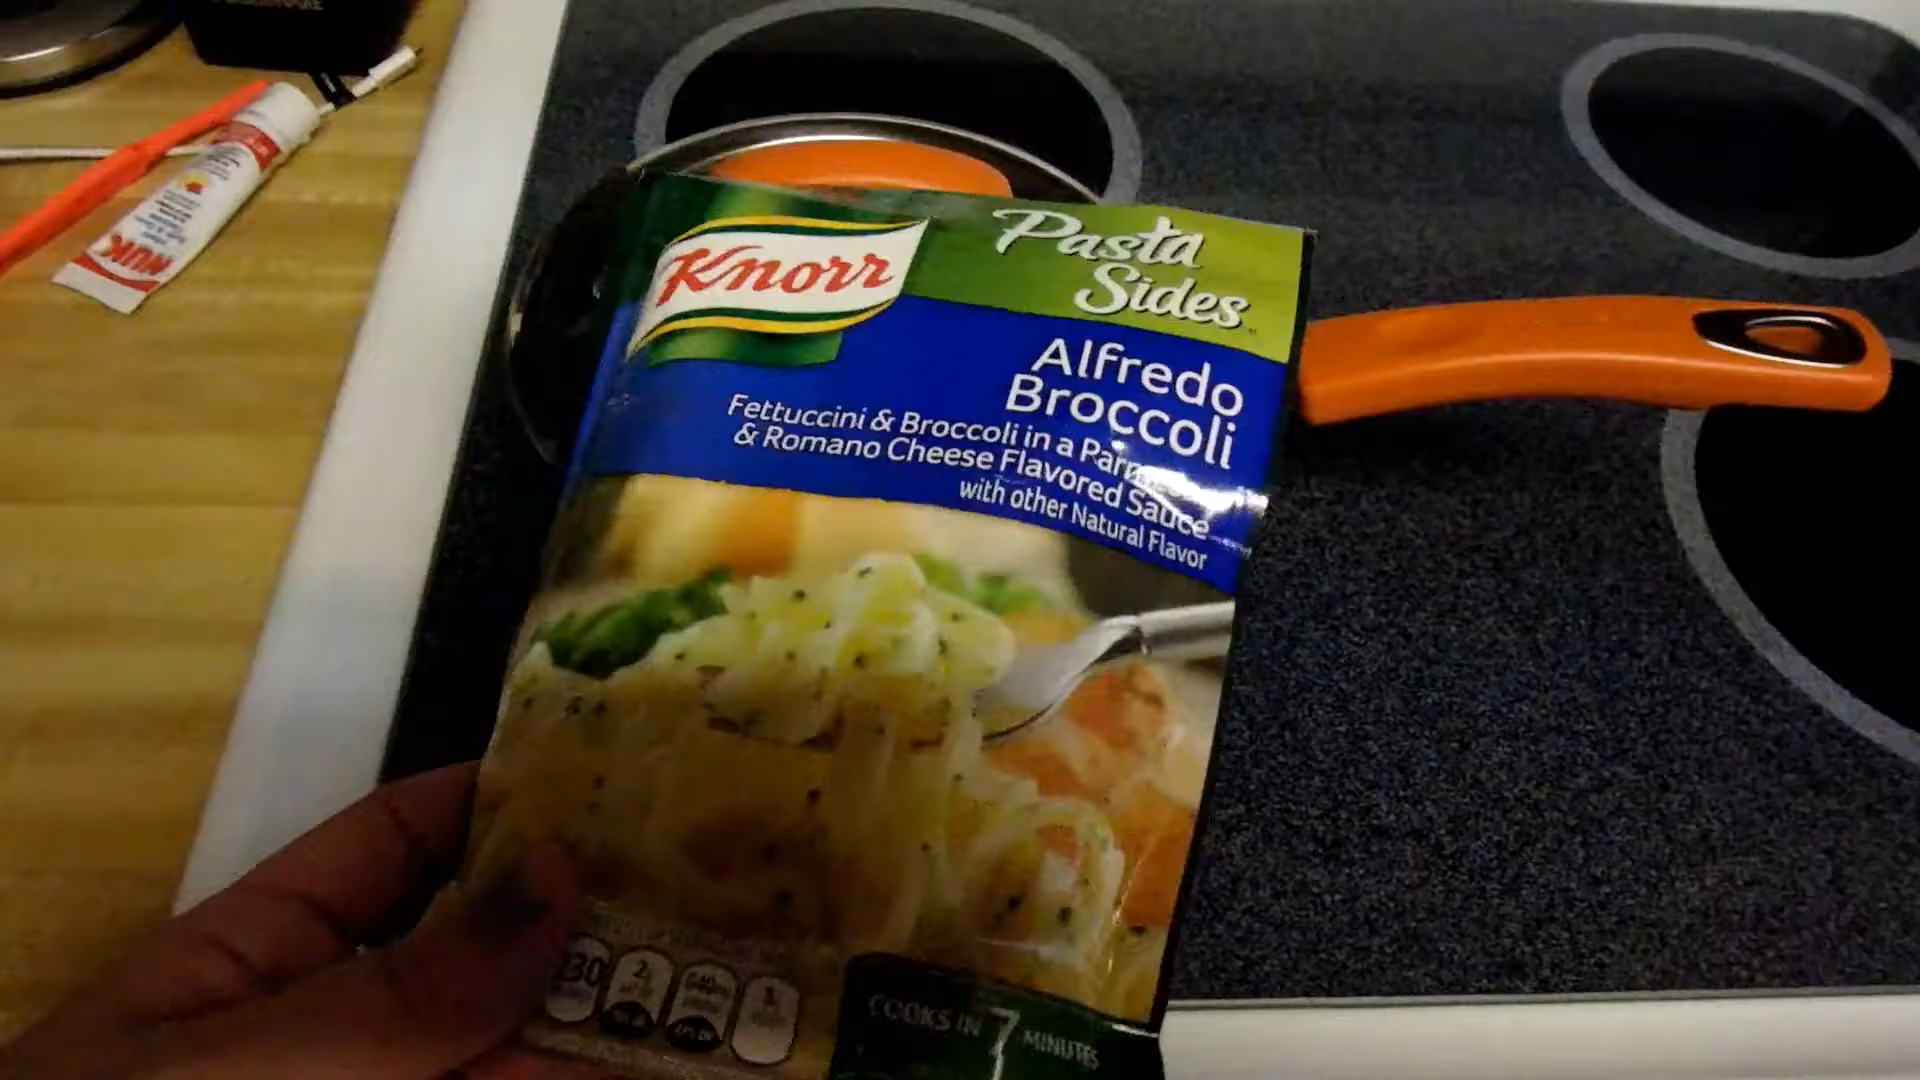 Knorr
Pasta
Sides
Alfredo
Broccoli
Fettuccini & Broccoli in a
& Romano Cheese Flavored Sauce
with other Natural Flavor
NUK
COOKS IN 7 MINUTES